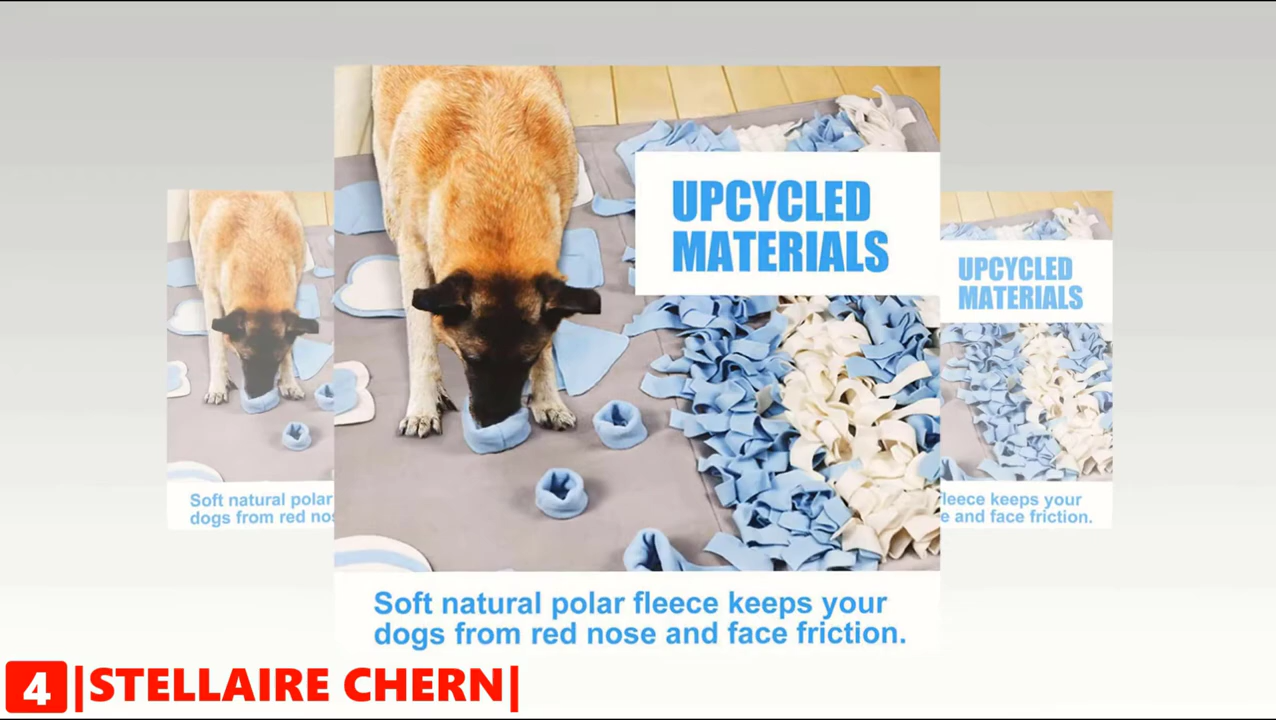 UPCYCLED
MATERIALS
UPCYCLED
MATERIALS
Soft natural polar
dogs from red
leece keeps your
e and face friction.
Soft natural polar fleece keeps your
dogs from red nose and face friction.
4 |STELLAIRE CHERN|